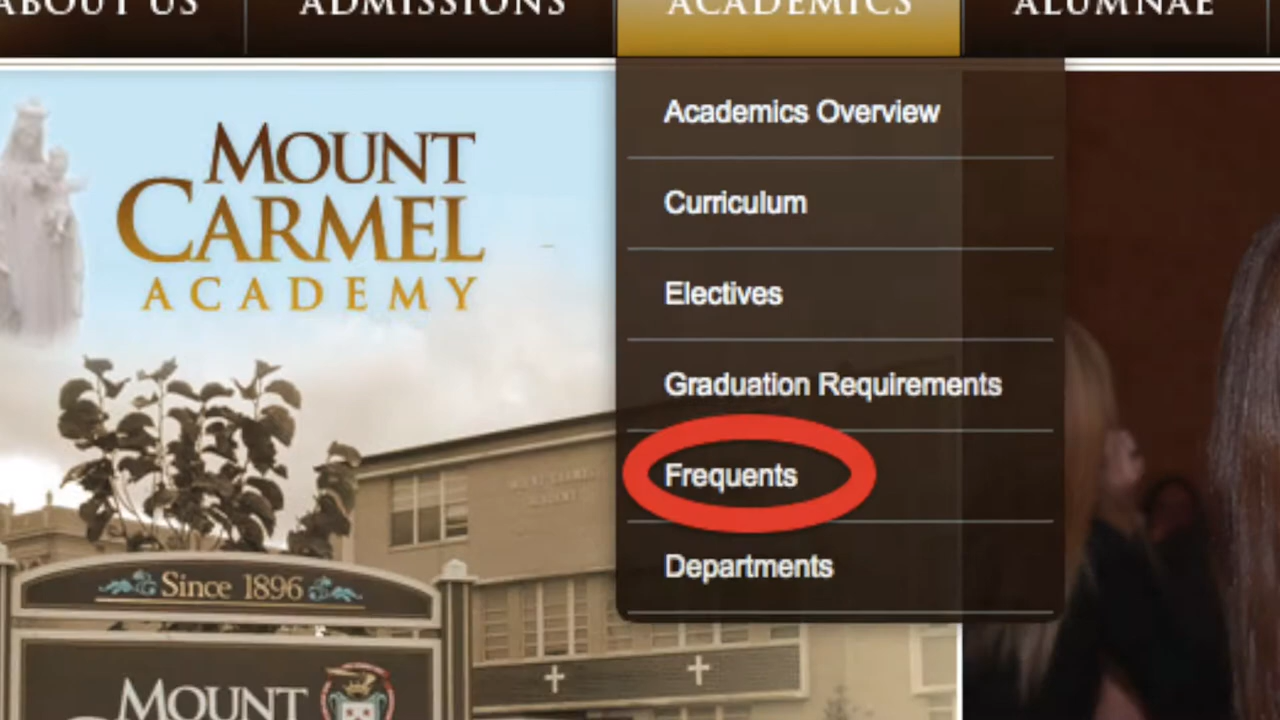 ABOUT US
ADMISSIONS
ACADEMICS
ALUMNAE
Academics Overview
Curriculum
Electives
Graduation Requirements
Frequents
Departments
MOUNT
CARMEL
ACADEMY
Since 1896
MOUNT